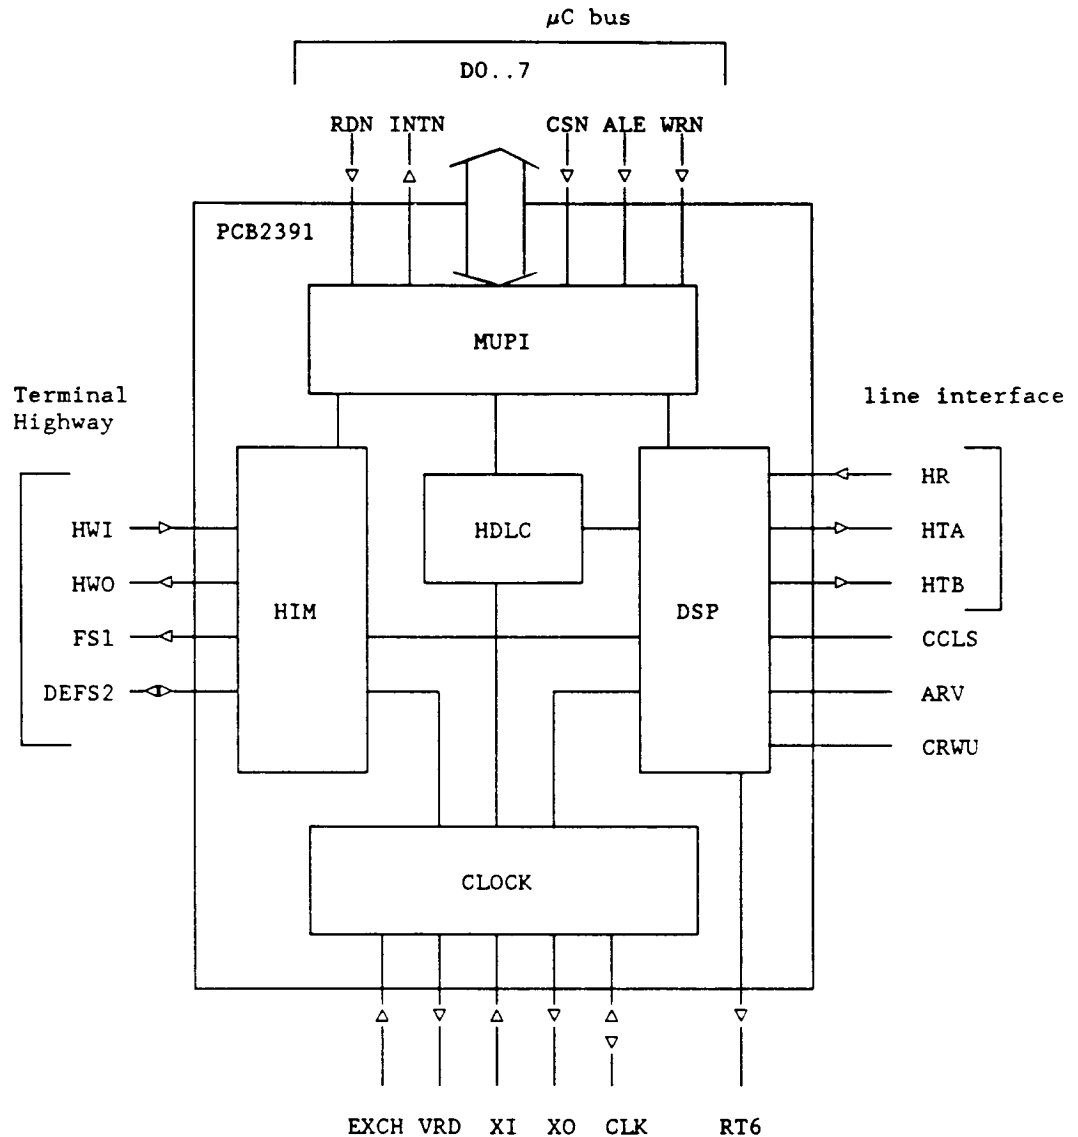 µC bus
DO..7
RDN INTN CSN ALE WRN
PCB2391
MUPI
Terminal
Highway
line interface
HR
HWI
HDLC
HTA
HWO
HTB
HIM
DSP
FS1
CCLS
DEFS2
ARV
CRWU
CLOCK
EXCH VRD XI XO CLK RT6